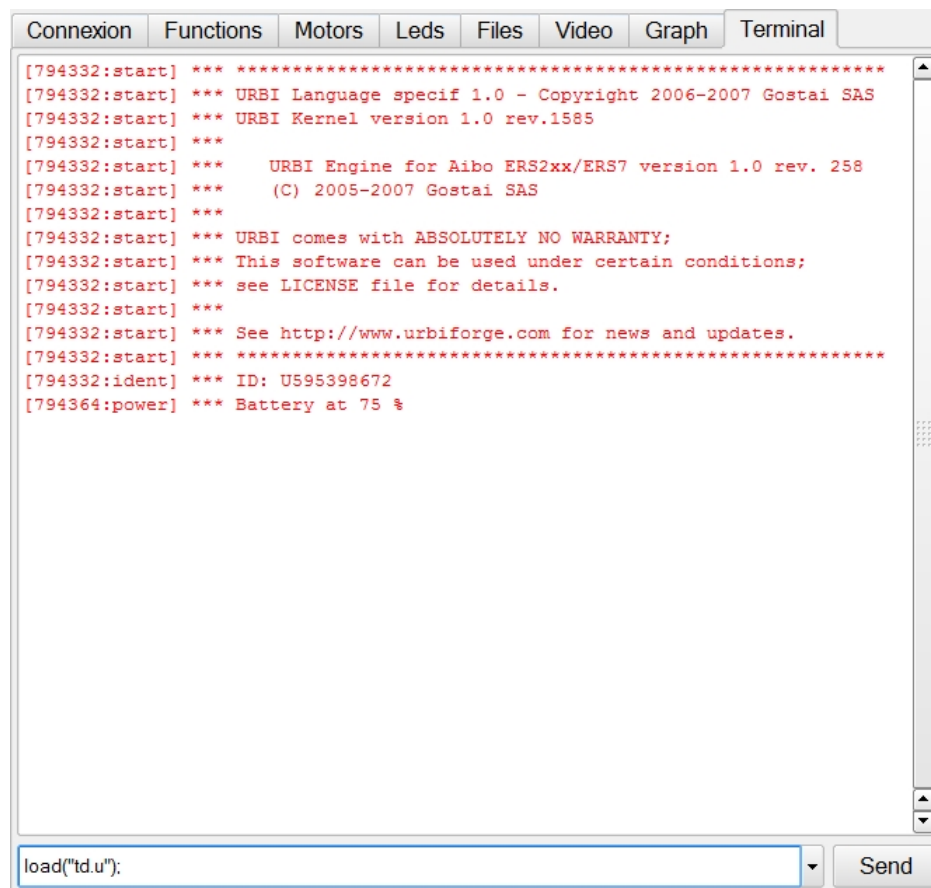 Connexion Functions Motors Leds Files Video Graph Terminal
[794332:start] *** **********************************************************
[794332:start] *** URBI Language specif 1.0 - Copyright 2006-2007 Gostai SAS
[794332:start] *** URBI Kernel version 1.0 rev.1585
[794332:start] ***
[794332:start] ***    URBI Engine for Aibo ERS2xx/ERS7 version 1.0 rev. 258
[794332:start] ***    (C) 2005-2007 Gostai SAS
[794332:start] ***
[794332:start] *** URBI comes with ABSOLUTELY NO WARRANTY;
[794332:start] *** This software can be used under certain conditions;
[794332:start] *** see LICENSE file for details.
[794332:start] ***
[794332:start] *** See http://www.urbiforge.com for news and updates.
[794332:start] *** **********************************************************
[794332:ident] *** ID: U595398672
[794364:power] *** Battery at 75 %
load("td.u"); Send